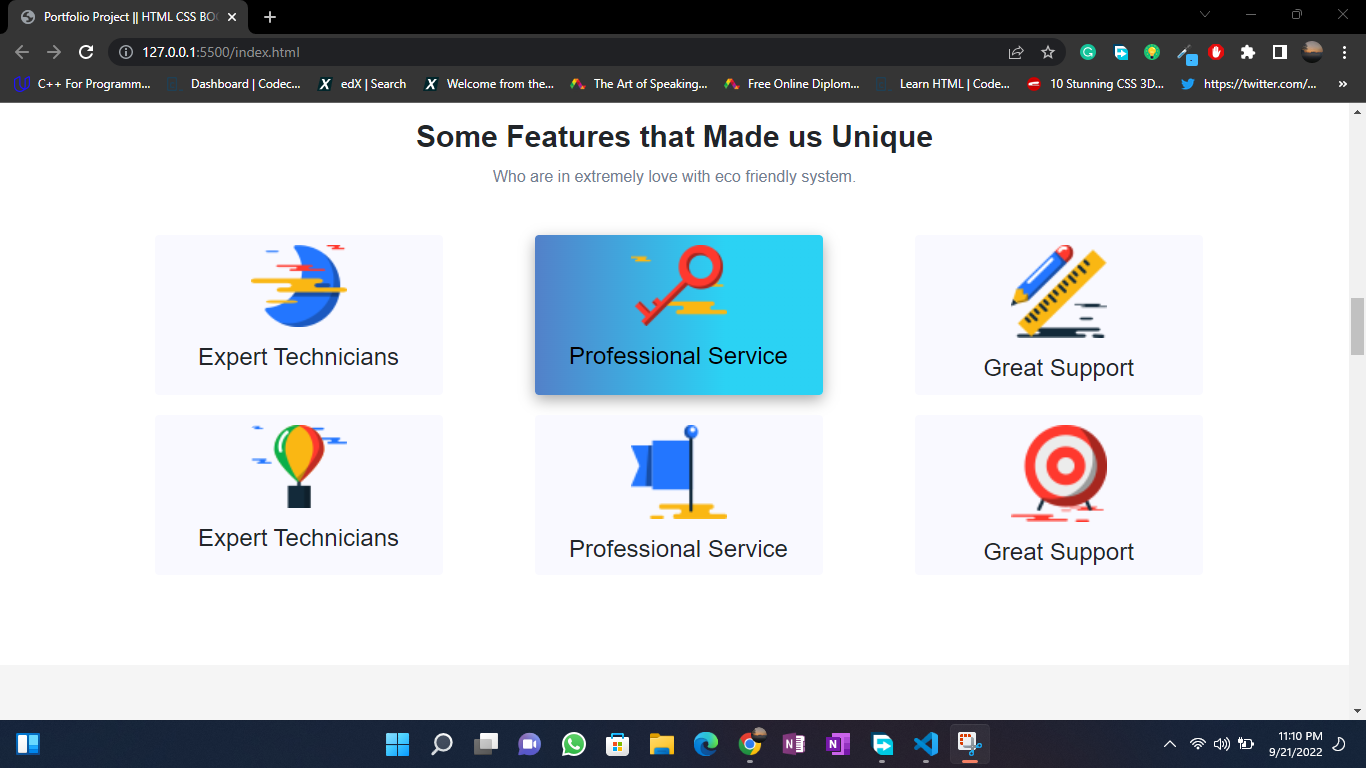 Portfolio Project || HTML CSS BOO
127.0.0.1:5500/index.html
C++ For Programm... Dashboard | Codec... edX | Search Welcome from the... The Art of Speaking... Free Online Diplom... Learn HTML | Code... 10 Stunning CSS 3D... https://twitter.com/... »
Some Features that Made us Unique
Who are in extremely love with eco friendly system.
Expert Technicians
Professional Service
Great Support
Expert Technicians
Professional Service
Great Support
11:10 PM
9/21/2022